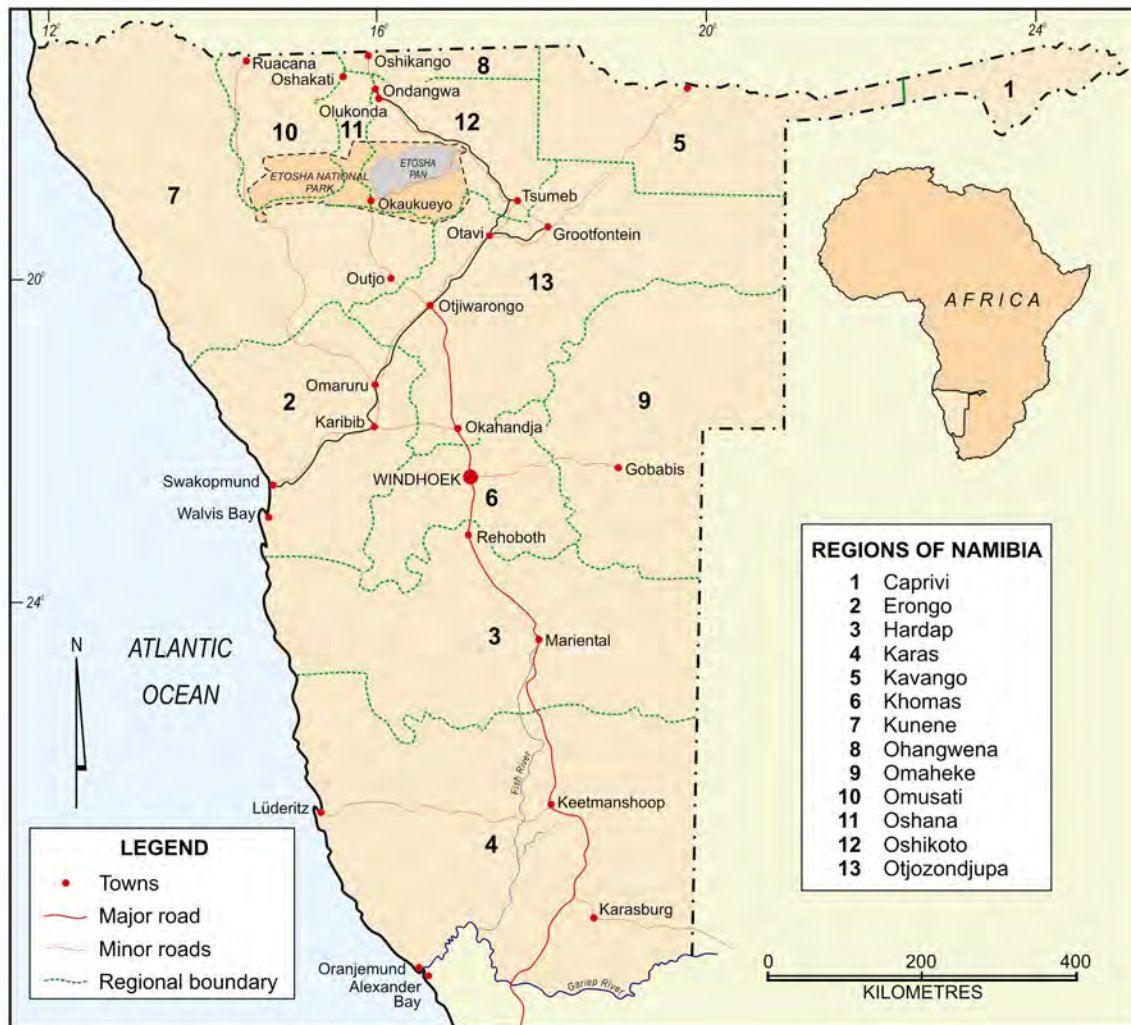 12°
16°
20°
24°
Ruacana
Oshikango
Oshakati
8
Ondangwa
Olukonda
1
10
11
12
5
ETOSHA
PAN
7
ETOSHA NATIONAL
PARK
Okaukueyo
Tsumeb
Otavi
Grootfontein
20°
Outjo
13
AFRICA
Otjiwarongo
Omaruru
2
9
Karibib
Okahandja
Swakopmund
WINDHOEK
Gobabis
6
Walvis Bay
Rehoboth
24°
N
ATLANTIC
OCEAN
3
Mariental
Fish River
Lüderitz
Keetmanshoop
4
Karasburg
Oranjemund
Alexander
Bay
Gariep River
REGIONS OF NAMIBIA
1 Caprivi
2 Erongo
3 Hardap
4 Karas
5 Kavango
6 Khomas
7 Kunene
8 Ohangwena
9 Omaheke
10 Omusati
11 Oshana
12 Oshikoto
13 Otjozondjupa
LEGEND
Towns
Major road
Minor roads
Regional boundary
0 200 400
KILOMETRES